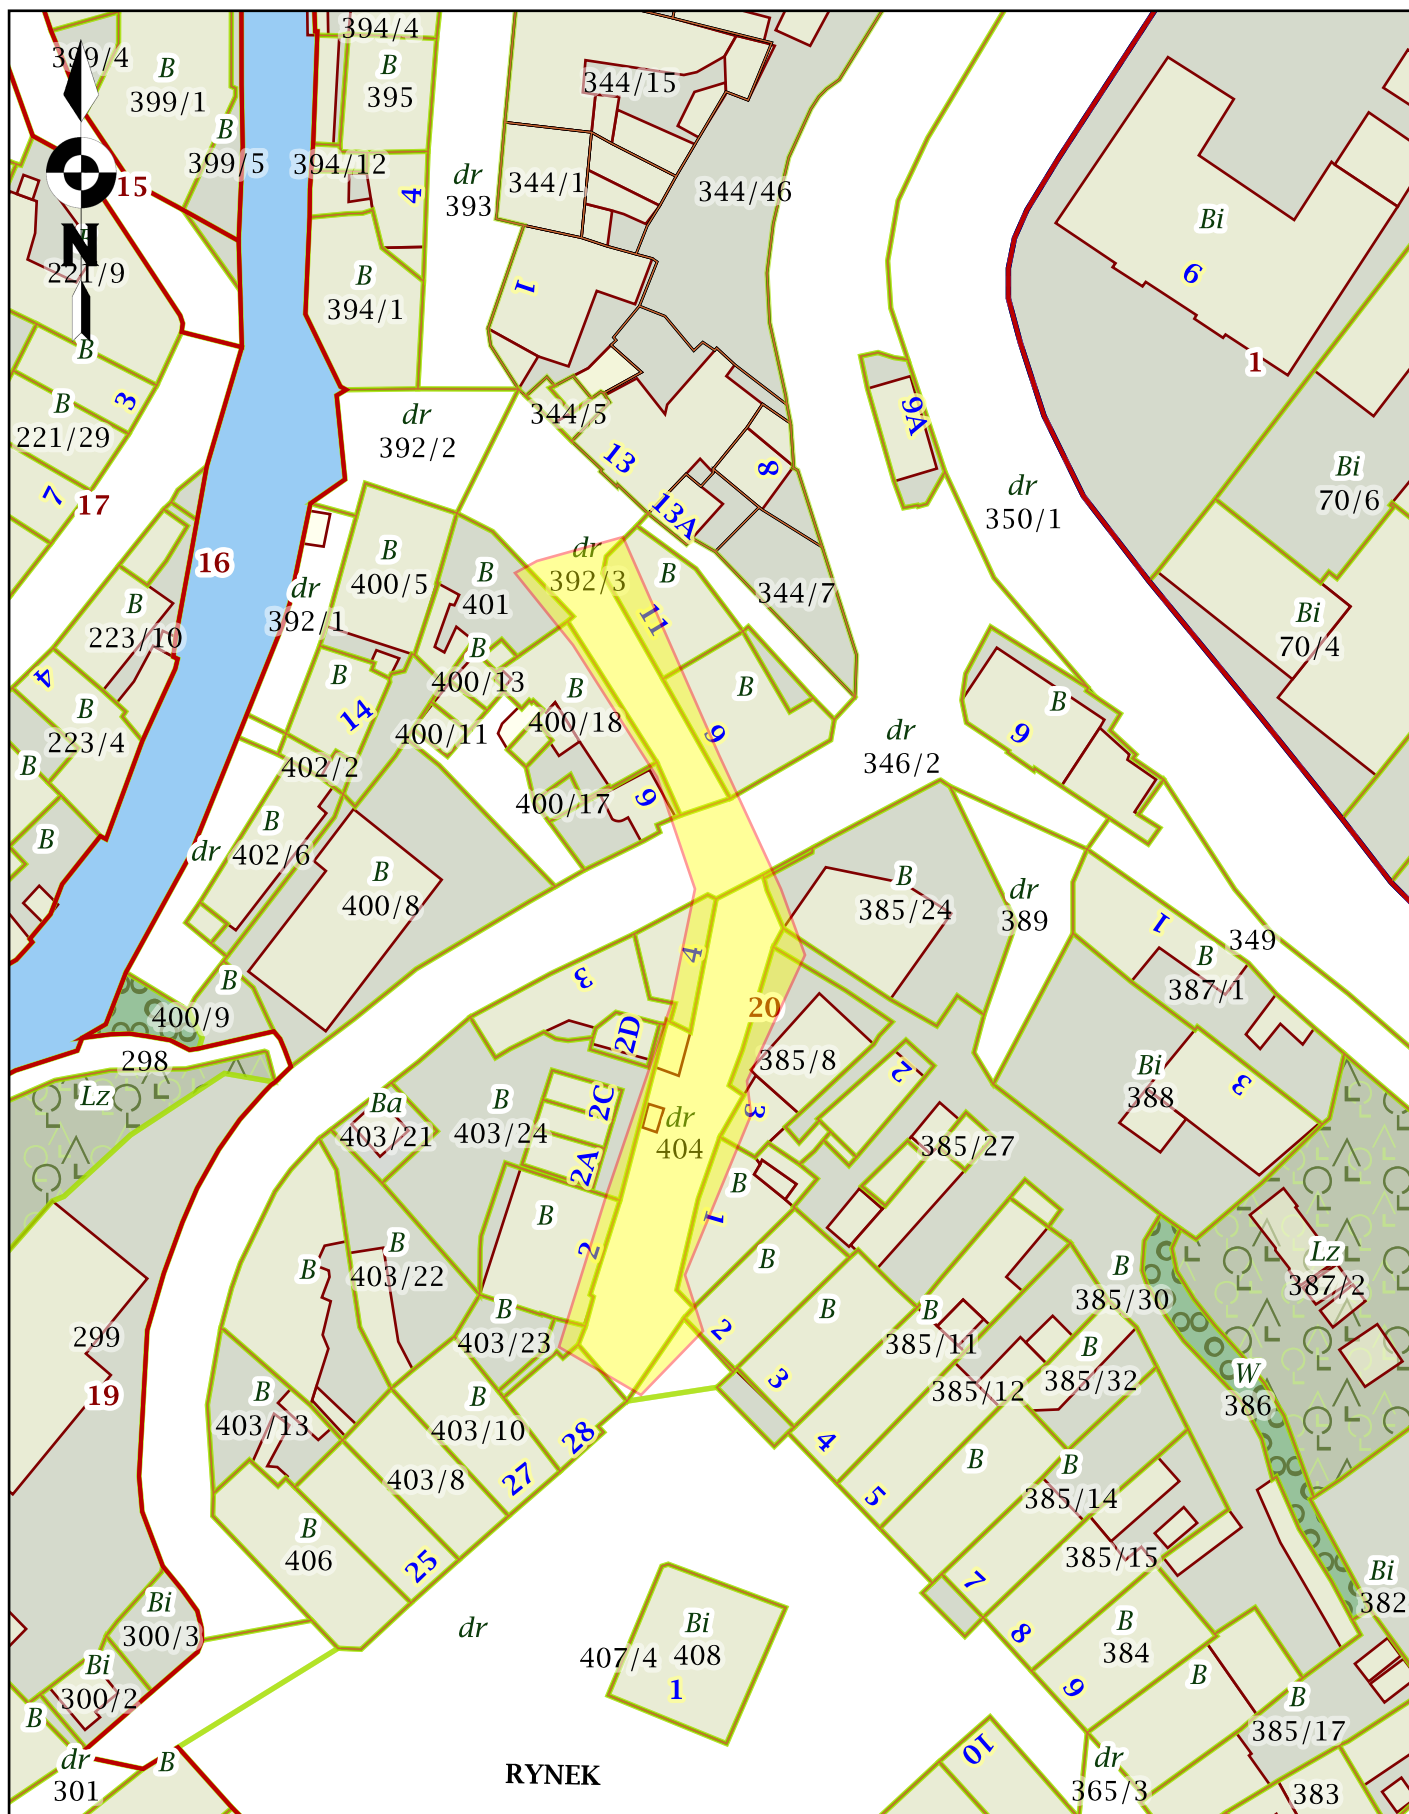 394/4
399/4
B
399/1
B
395
344/15
B
399/5
394/12
15
4
dr
393
344/1
344/46
Bi
6
N
B
221/9
B
394/1
1
1
B
3
B
221/29
dr
392/2
344/5
9A
13
8
Bi
70/6
7
17
13A
dr
350/1
16
B
400/5
dr
392/3
B
401
B
344/7
dr
392/1
B
223/10
11
Bi
70/4
B
400/13
4
B
14
B
400/18
B
B
B
223/4
400/11
9
dr
346/2
9
B
402/2
400/17
9
B
B
402/6
dr
B
400/8
B
385/24
dr
389
1
349
B
387/1
B
400/9
3
4
20
2D
298
Lz
385/8
2
Bi
388
3
Ba
403/21
B
403/24
2C
3
dr
404
385/27
2A
B
B
1
2
B
403/22
B
B
Lz
387/2
B
385/30
B
403/23
2
B
B
385/11
299
3
B
385/32
385/12
19
B
403/13
B
403/10
W
386
28
4
27
403/8
B
5
B
385/14
B
406
25
385/15
7
Bi
382
Bi
300/3
dr
Bi
408
407/4
1
8
B
384
Bi
300/2
9
B
B
B
385/17
dr
301
B
10
dr
365/3
RYNEK
383